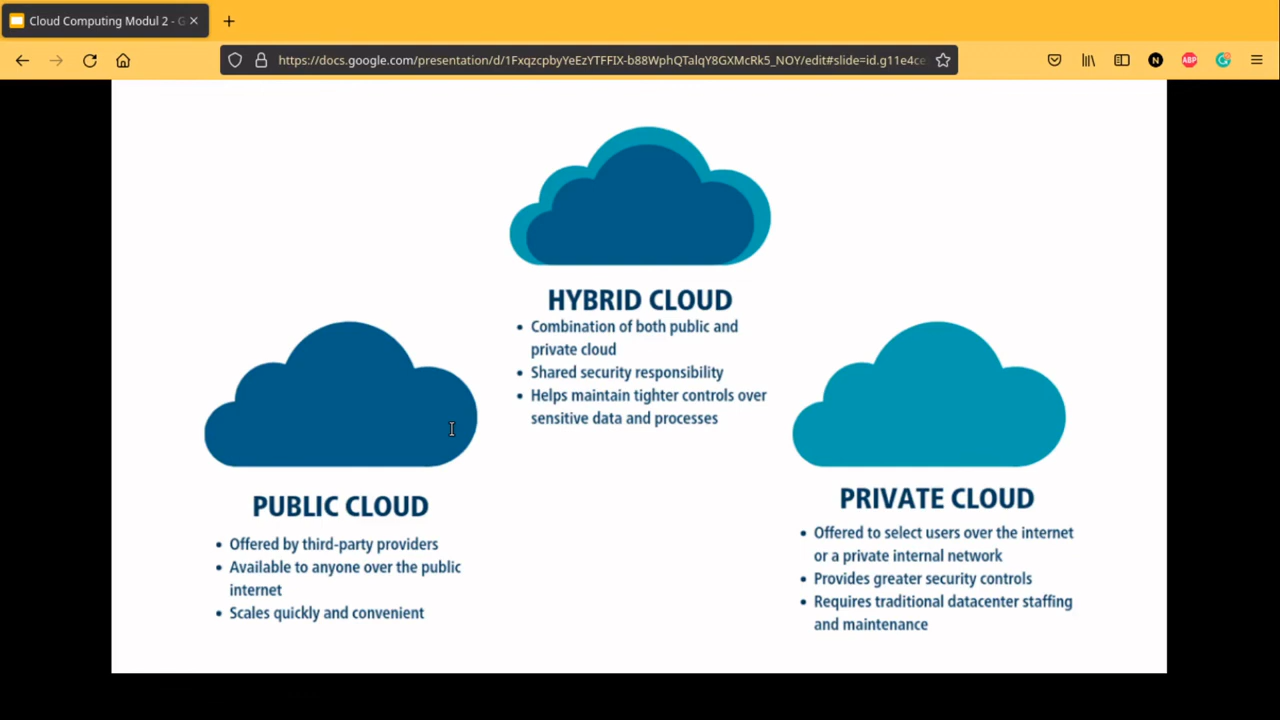 Cloud Computing Modul 2 - G
https://docs.google.com/presentation/d/1FxqzcpbyYeEzYTFFIX-b88WphQTalqY8GXMcRk5_NOY/edit#slide=id.g11e4ce
N
ABP
HYBRID CLOUD
• Combination of both public and
private cloud
• Shared security responsibility
• Helps maintain tighter controls over
sensitive data and processes
PUBLIC CLOUD
• Offered by third-party providers
• Available to anyone over the public
internet
• Scales quickly and convenient
PRIVATE CLOUD
• Offered to select users over the internet
or a private internal network
• Provides greater security controls
• Requires traditional datacenter staffing
and maintenance